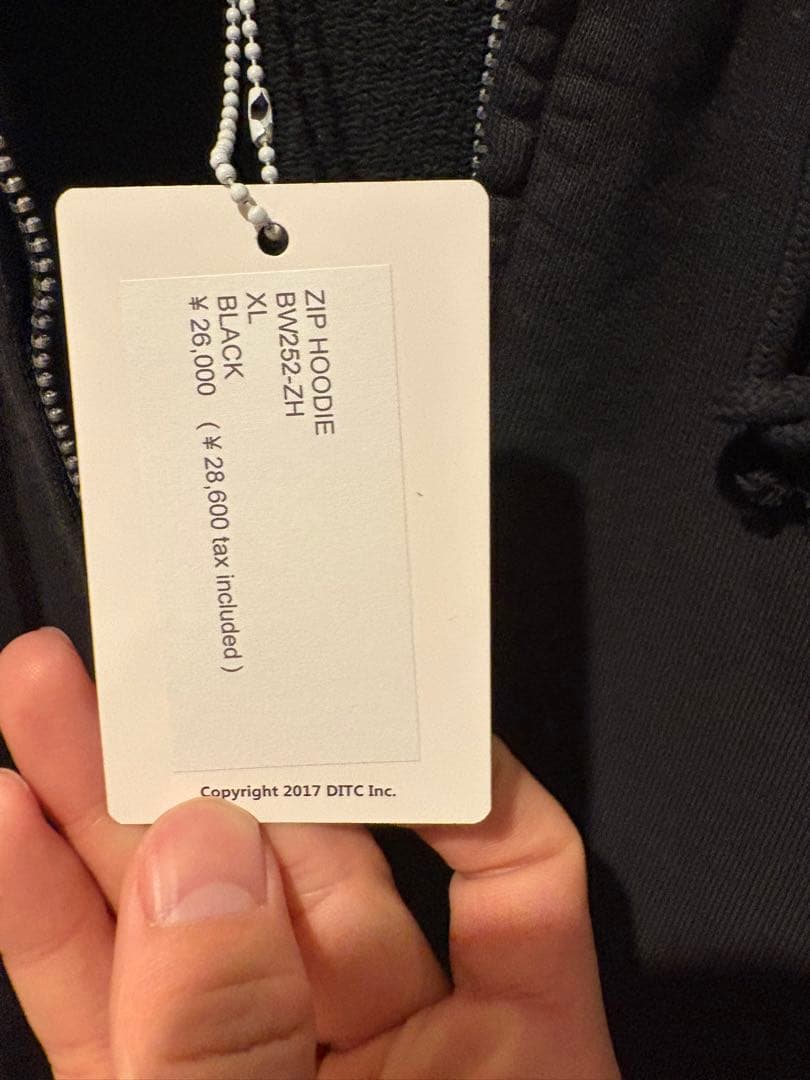 ZIP HOODIE
BW252-ZH
XL
BLACK
¥ 26,000 （¥ 28,600 tax included）
Copyright 2017 DITC Inc.